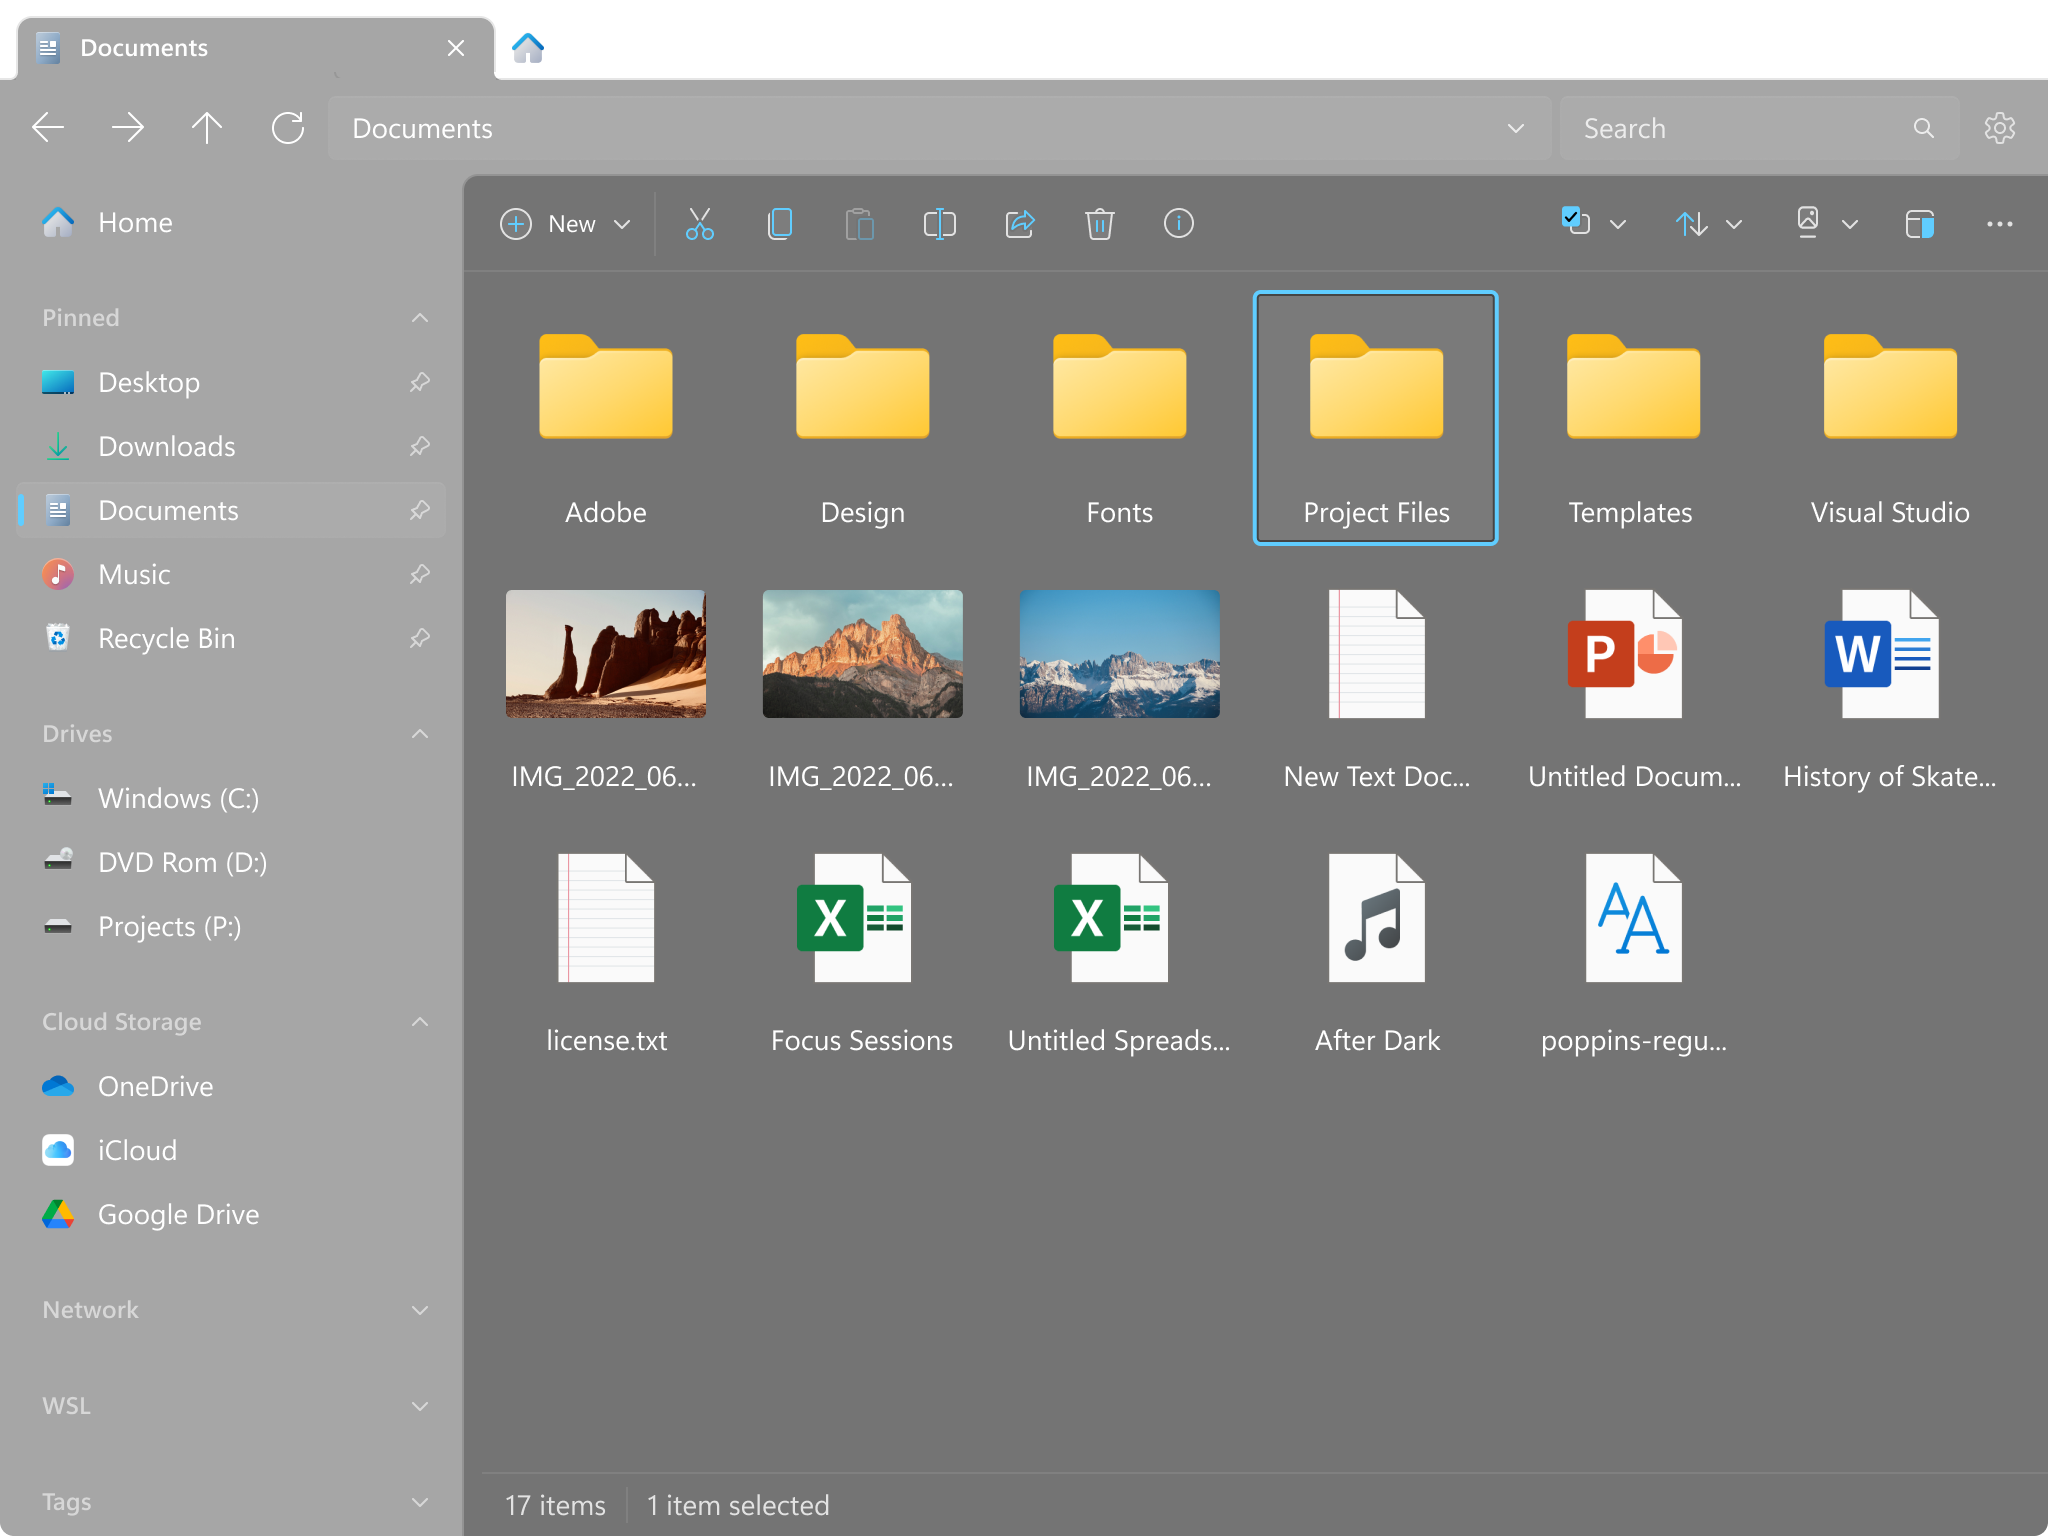 Documents
Documents
Search
Home
New
Pinned
Desktop
Downloads
Documents
Music
Recycle Bin
Drives
Windows (C:)
DVD Rom (D:)
Projects (P:)
Cloud Storage
OneDrive
iCloud
Google Drive
Network
WSL
Tags
Adobe
Design
Fonts
Project Files
Templates
Visual Studio
IMG_2022_06...
IMG_2022_06...
IMG_2022_06...
New Text Doc...
P
Untitled Docum...
W
History of Skate...
license.txt
X
Focus Sessions
X
Untitled Spreads...
After Dark
AA
poppins-regu...
17 items
1 item selected